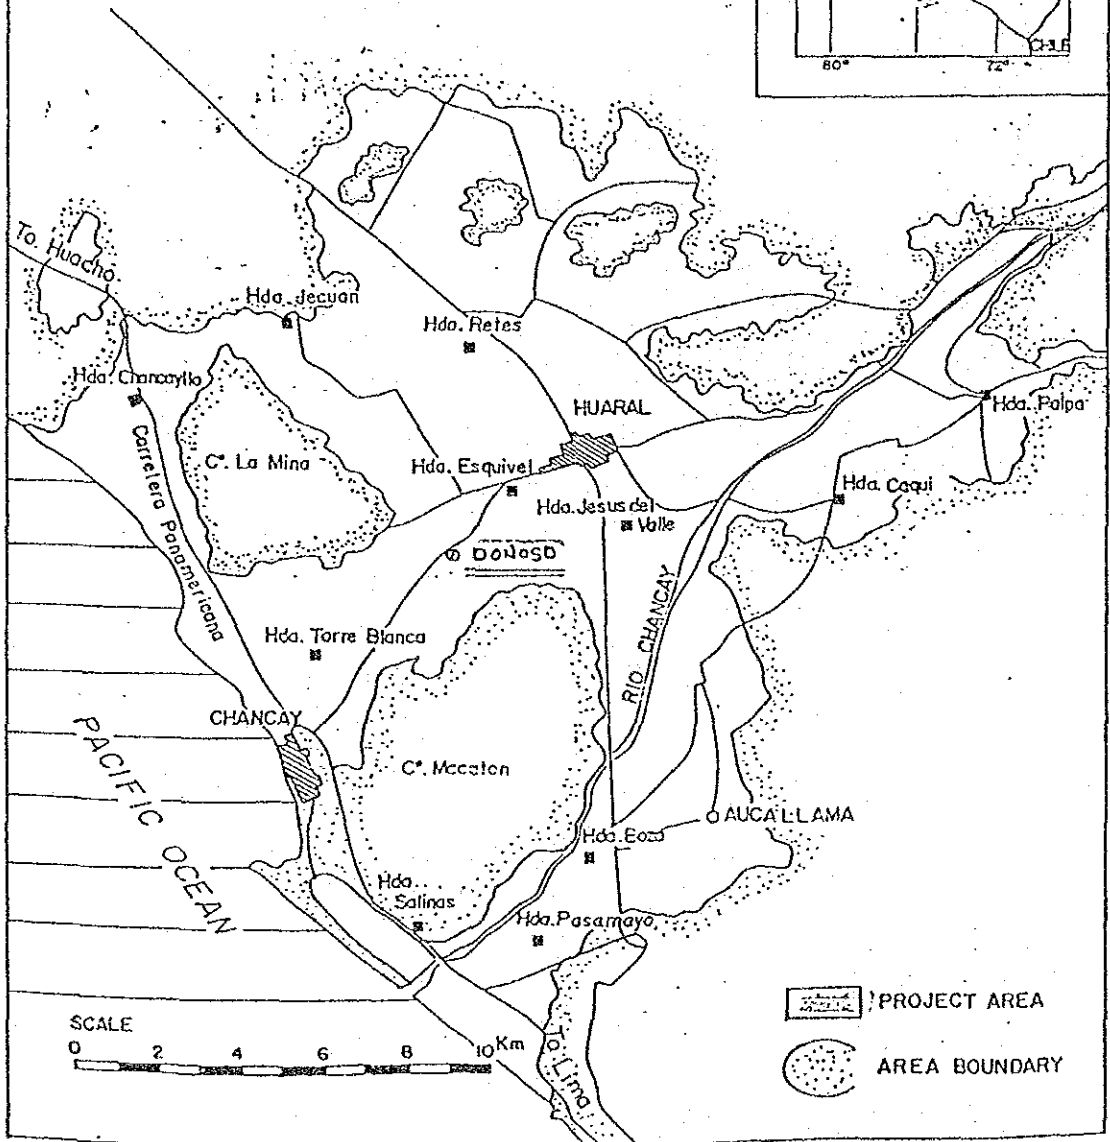 CHILE
80°
72°
To Huacho
Hda. Jecuan
Hda. Retes
Hda. Chancayllo
HUARAL
Hda. Palpa
Carretera Panamericana
C°. La Mina
Hda. Esquivel
Hda. Caqui
Hda. Jesus del
Valle
DONOSO
RIO CHANCAY
Hda. Torre Blanca
CHANCAY
PACIFIC
OCEAN
C°. Macaton
AUCALLAMA
Hda. Boza
Hda.
Salinas
Hda. Pasamayo
PROJECT AREA
SCALE
0 2 4 6 8 10 Km
To Lima
AREA BOUNDARY